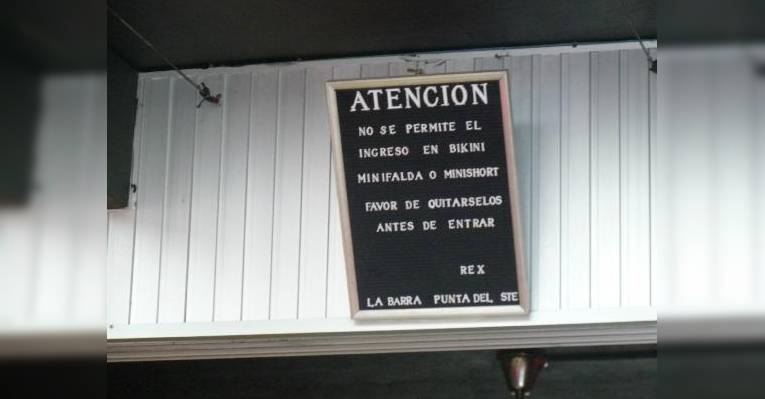 ATENCION
NO SE PERMITE EL
INGRESO EN BIKINI
MINIFALDA O MINISHORT
FAVOR DE QUITARSELOS
ANTES DE ENTRAR
REX
LA BARRA PUNTA DEL STE